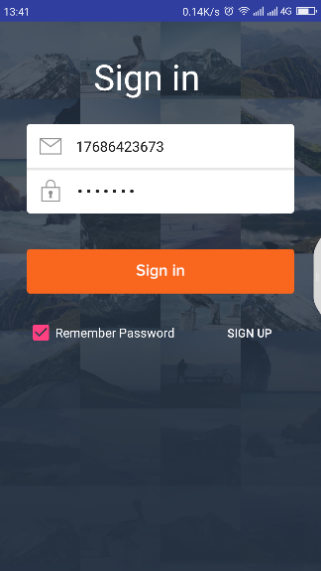 13:41 0.14K/s 4G
Sign in
17686423673
•••••••
Sign in
Remember Password SIGN UP